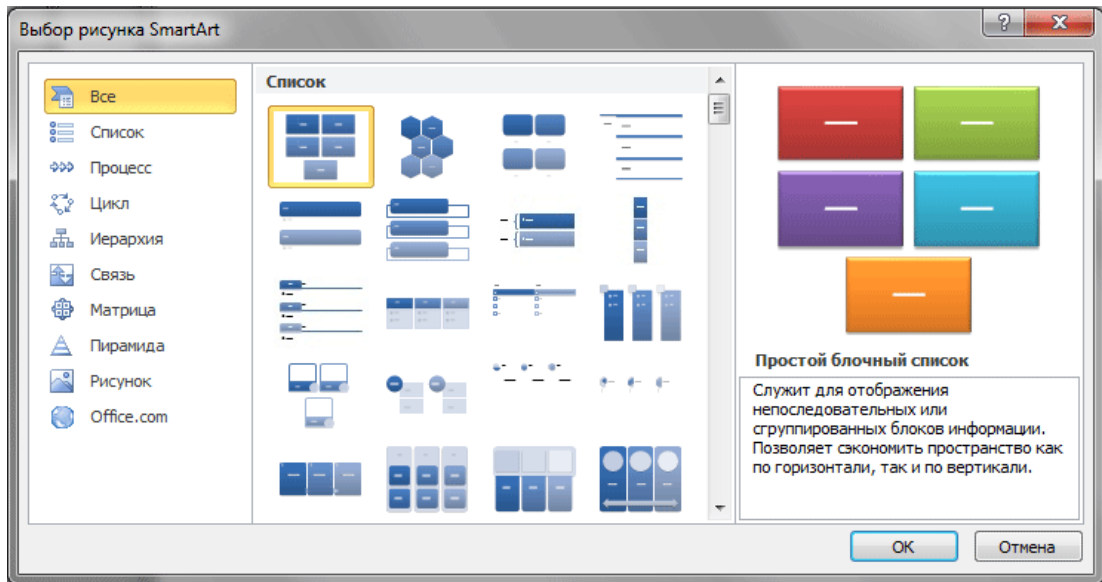 Выбор рисунка SmartArt
?
Все
Список
Процесс
Цикл
Иерархия
Связь
Матрица
Пирамида
Рисунок
Office.com
Список
Простой блочный список
Служит для отображения
непоследовательных или
сгруппированных блоков информации.
Позволяет сэкономить пространство как
по горизонтали, так и по вертикали.
ОК
Отмена